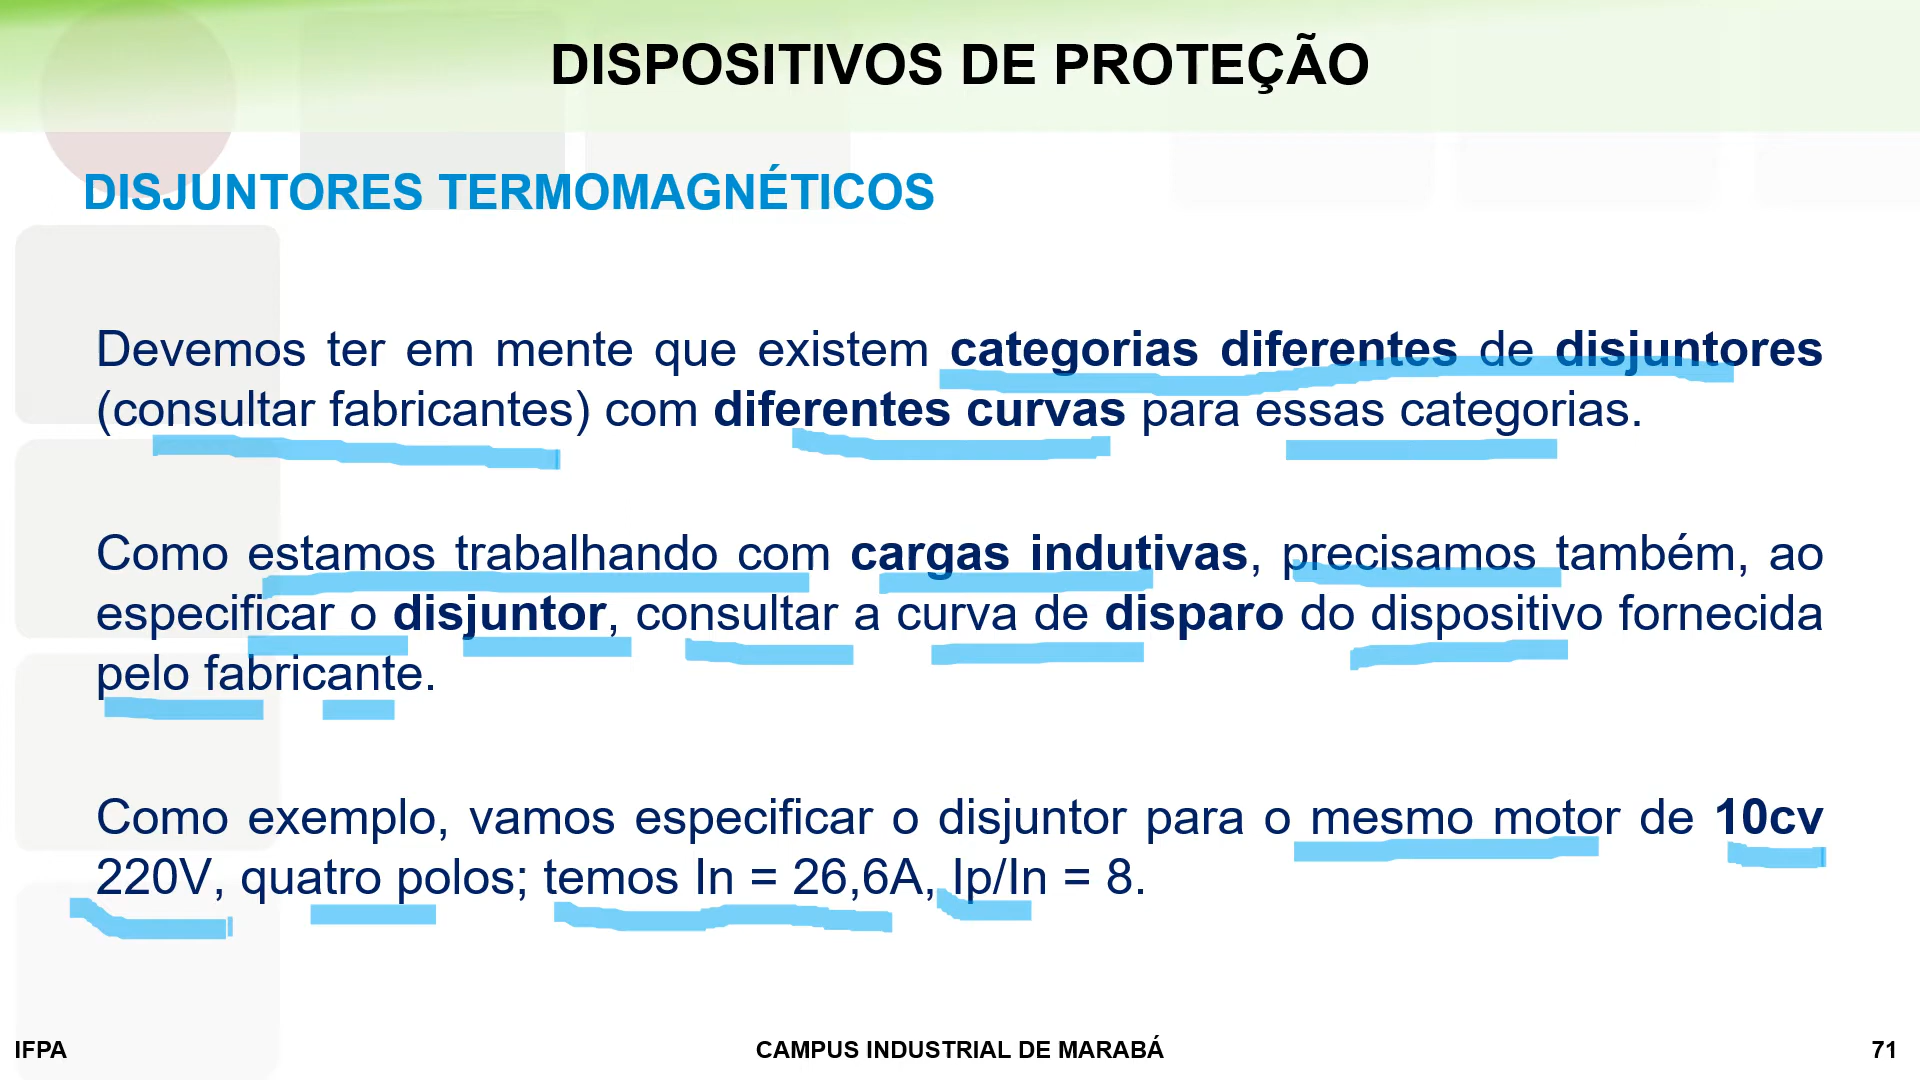 DISPOSITIVOS DE PROTEÇÃO
DISJUNTORES TERMOMAGNÉTICOS
Devemos ter em mente que existem categorias diferentes de disjuntores
(consultar fabricantes) com diferentes curvas para essas categorias.
Como estamos trabalhando com cargas indutivas, precisamos também, ao
especificar o disjuntor, consultar a curva de disparo do dispositivo fornecida
pelo fabricante.
Como exemplo, vamos especificar o disjuntor para o mesmo motor de 10cv
220V, quatro polos; temos In = 26,6A, Ip/In = 8.
IFPA
CAMPUS INDUSTRIAL DE MARABÁ
71